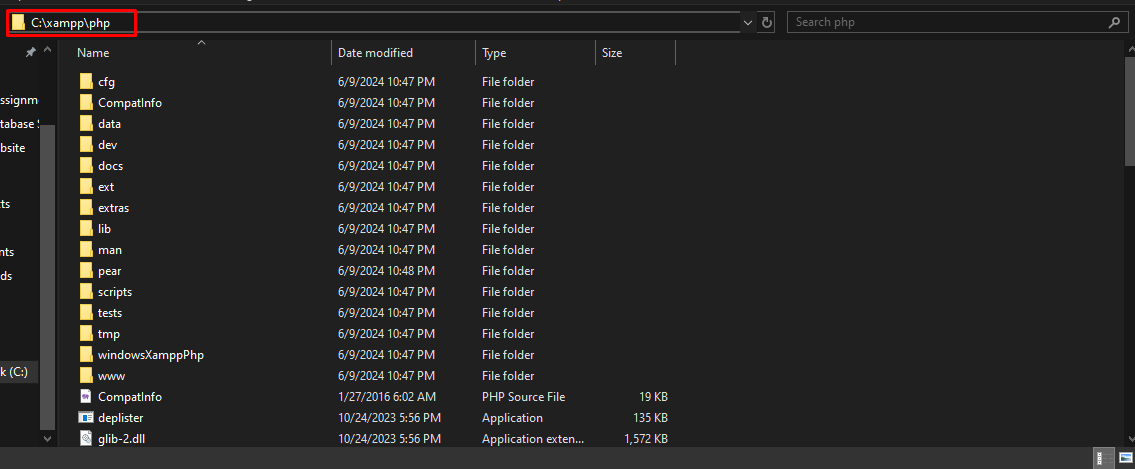 C:\xampp\php
Search php
Name Date modified Type Size
cfg 6/9/2024 10:47 PM File folder
CompatInfo 6/9/2024 10:47 PM File folder
ssignm
data 6/9/2024 10:47 PM File folder
tabase S
dev 6/9/2024 10:47 PM File folder
bsite
docs 6/9/2024 10:47 PM File folder
ext 6/9/2024 10:47 PM File folder
cts
extras 6/9/2024 10:47 PM File folder
lib 6/9/2024 10:47 PM File folder
nts
man 6/9/2024 10:47 PM File folder
pear 6/9/2024 10:48 PM File folder
ds
scripts 6/9/2024 10:47 PM File folder
tests 6/9/2024 10:47 PM File folder
tmp 6/9/2024 10:47 PM File folder
windowsXamppPhp 6/9/2024 10:47 PM File folder
k (C:)
www 6/9/2024 10:47 PM File folder
CompatInfo 1/27/2016 6:02 AM PHP Source File 19 KB
deplister 10/24/2023 5:56 PM Application 135 KB
glib-2.dll 10/24/2023 5:56 PM Application exten... 1,572 KB